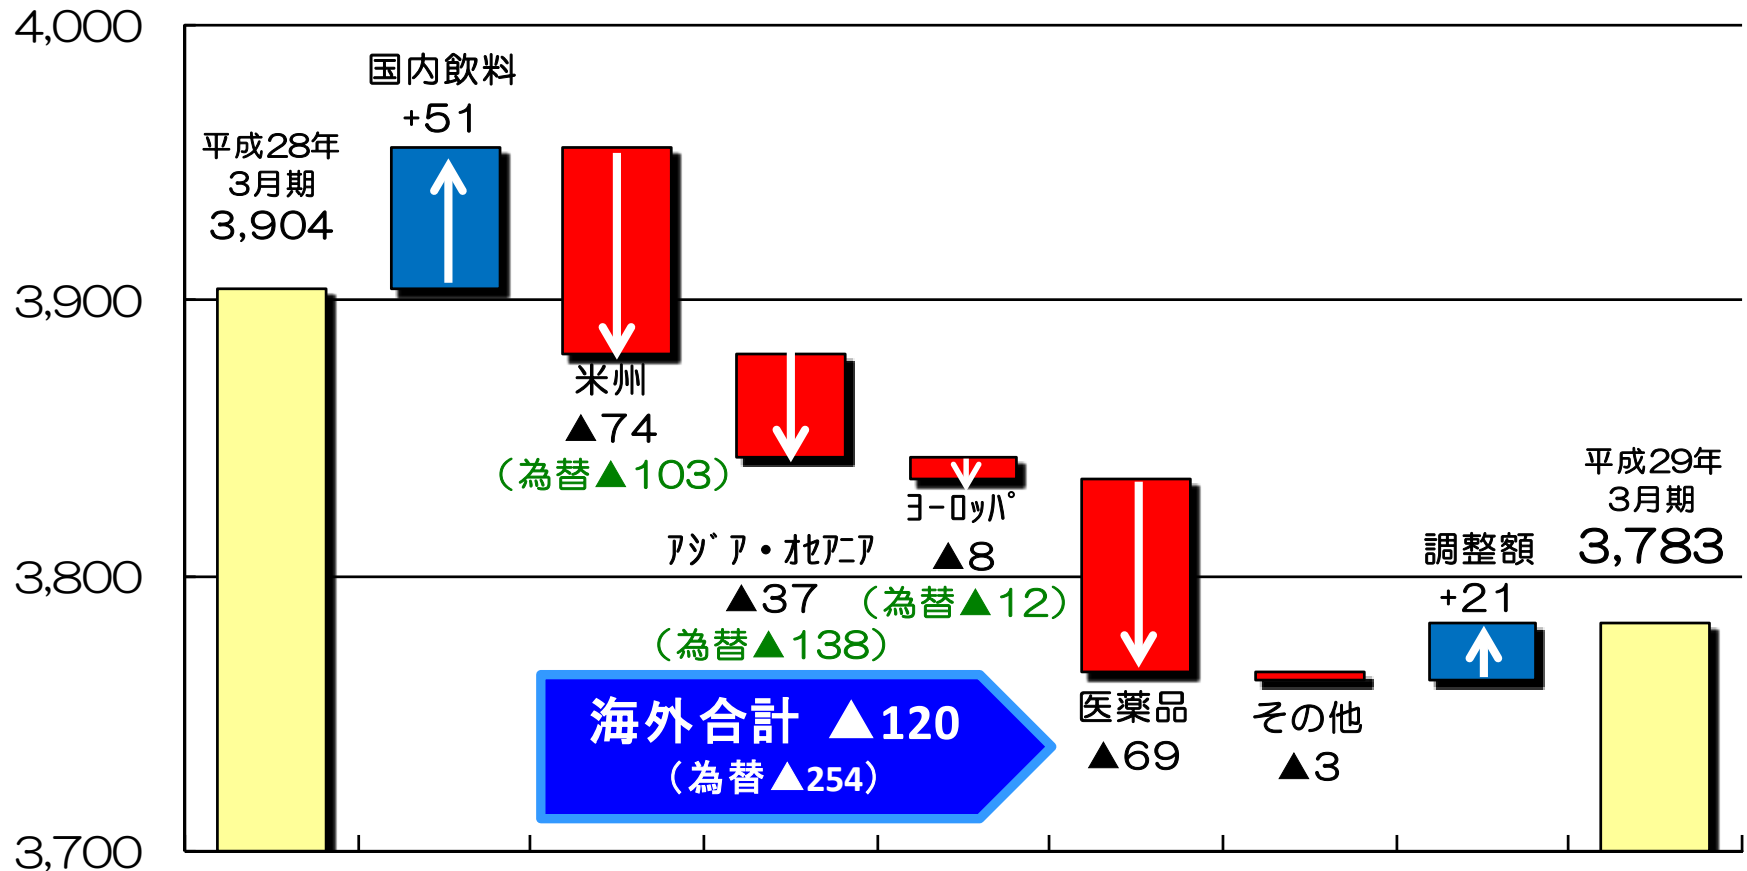 4,000
3,900
3,800
3,700
平成28年
3月期
3,904
国内飲料
+51
米州
▲74
(為替▲103)
ｱｼﾞｱ・ｵｾｱﾆｱ
▲37
(為替▲138)
ﾖｰﾛｯﾊﾟ
▲8
(為替▲12)
海外合計 ▲120
(為替▲254)
医薬品
▲69
その他
▲3
調整額
+21
平成29年
3月期
3,783